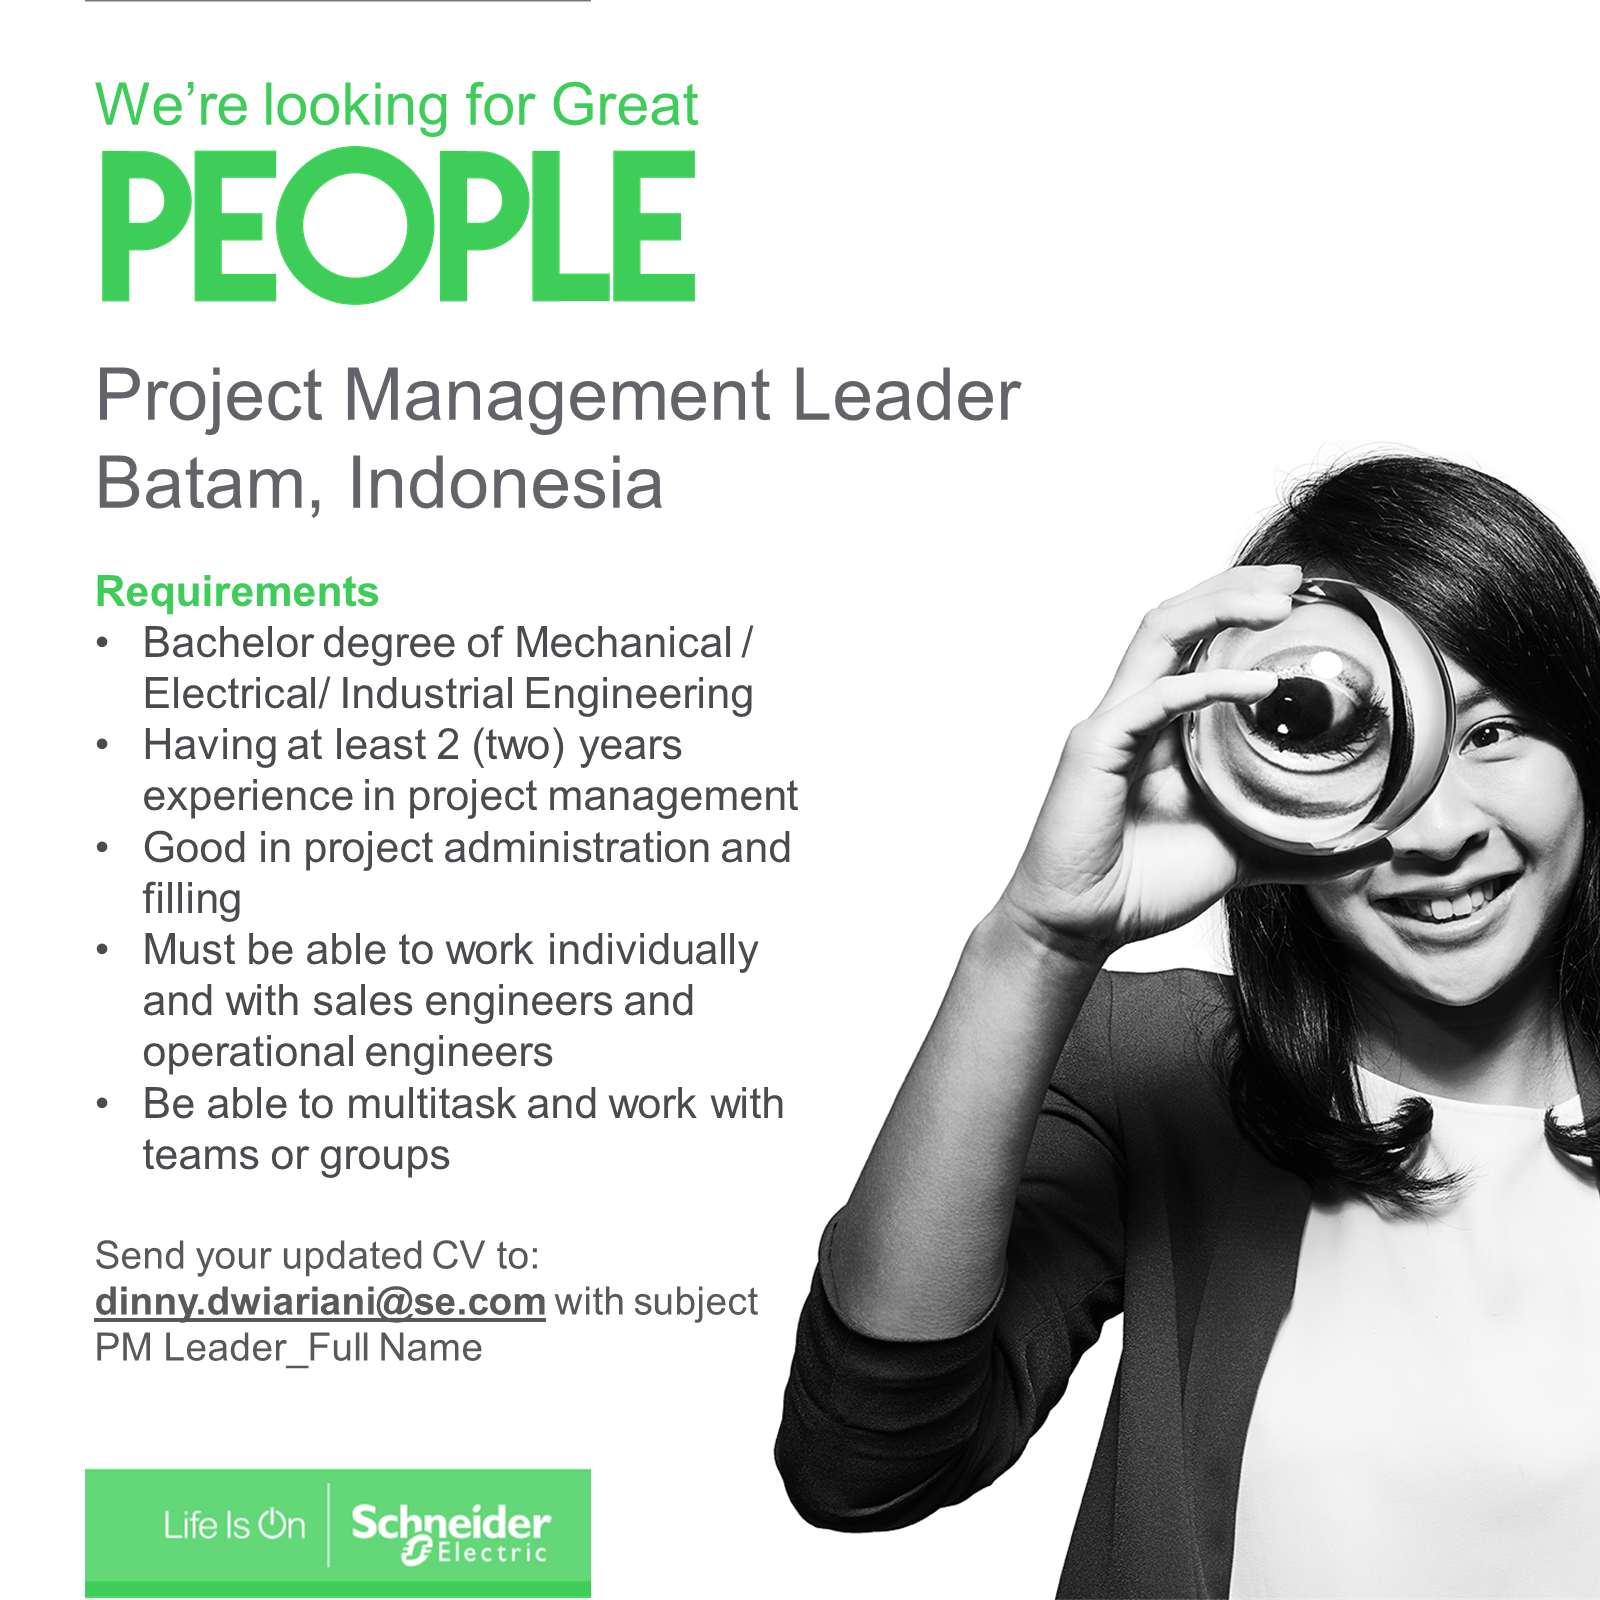 We’re looking for Great
PEOPLE
Project Management Leader
Batam, Indonesia
Requirements
• Bachelor degree of Mechanical /
Electrical/ Industrial Engineering
• Having at least 2 (two) years
experience in project management
• Good in project administration and
filling
• Must be able to work individually
and with sales engineers and
operational engineers
• Be able to multitask and work with
teams or groups
Send your updated CV to:
dinny.dwiariani@se.com with subject
PM Leader_Full Name
Life Is On
Schneider
Electric